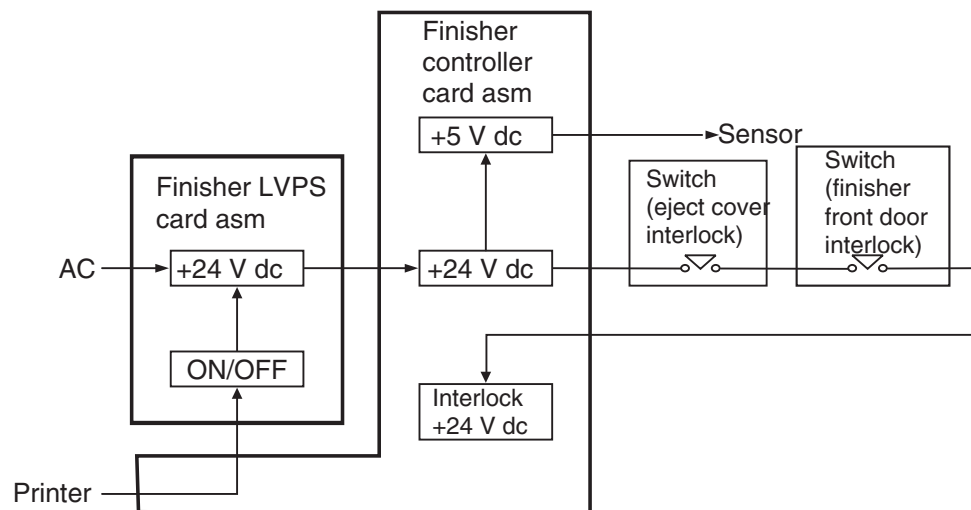 Finisher
controller
card asm
+5 V dc
Sensor
Finisher LVPS
card asm
Switch
(eject cover
interlock)
Switch
(finisher
front door
interlock)
AC
+24 V dc
+24 V dc
ON/OFF
Interlock
+24 V dc
Printer